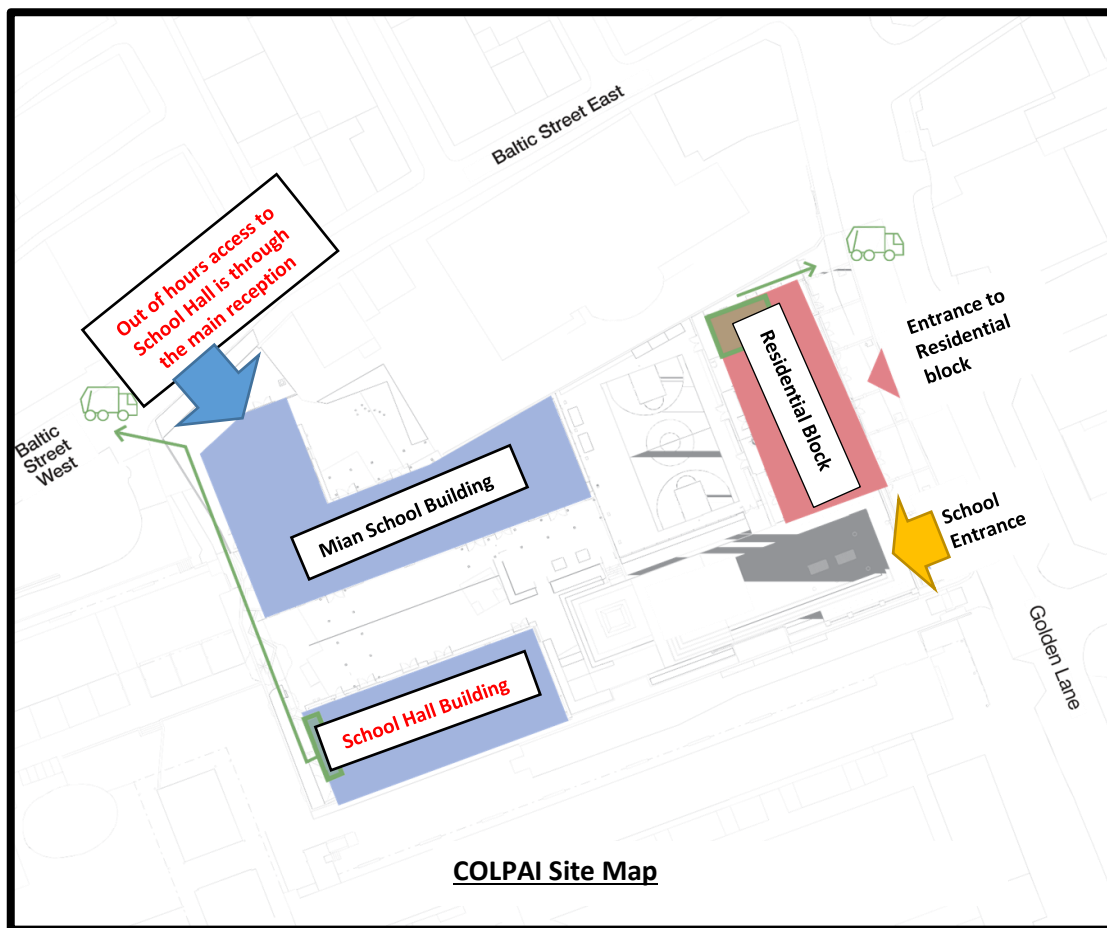 Baltic Street East
Out of hours access to
School Hall is through
the main reception
Entrance to
Residential
block
Residential Block
Baltic
Street
West
Mian School Building
School
Entrance
Golden Lane
School Hall Building
COLPAI Site Map